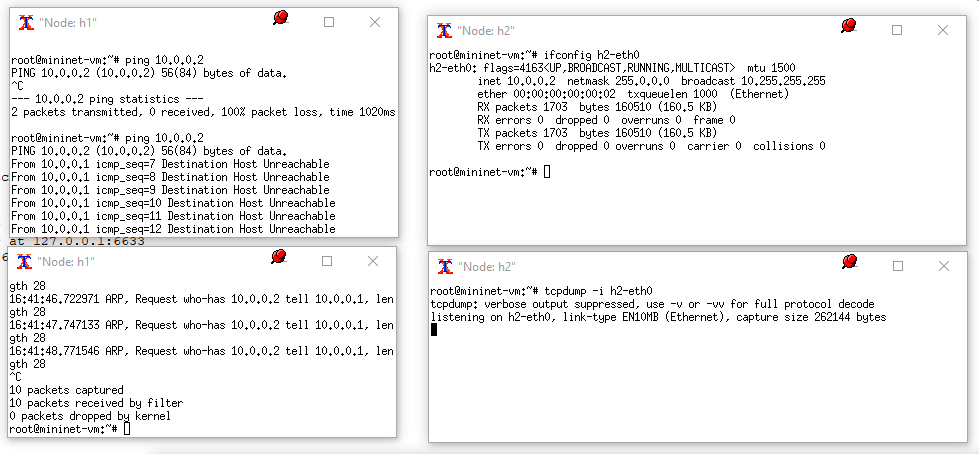 "Node: h1"
root@mininet-vm:~# ping 10.0.0.2
PING 10.0.0.2 (10.0.0.2) 56(84) bytes of data.
^C
--- 10.0.0.2 ping statistics ---
2 packets transmitted, 0 received, 100% packet loss, time 1020ms
root@mininet-vm:~# ping 10.0.0.2
PING 10.0.0.2 (10.0.0.2) 56(84) bytes of data.
From 10.0.0.1 icmp_seq=7 Destination Host Unreachable
From 10.0.0.1 icmp_seq=8 Destination Host Unreachable
From 10.0.0.1 icmp_seq=9 Destination Host Unreachable
From 10.0.0.1 icmp_seq=10 Destination Host Unreachable
From 10.0.0.1 icmp_seq=11 Destination Host Unreachable
From 10.0.0.1 icmp_seq=12 Destination Host Unreachable
at 127.0.0.1:6633
"Node: h2"
root@mininet-vm:~# ifconfig h2-eth0
h2-eth0: flags=4163<UP,BROADCAST,RUNNING,MULTICAST>  mtu 1500
inet 10.0.0.2  netmask 255.0.0.0  broadcast 10.255.255.255
ether 00:00:00:00:00:02  txqueuelen 1000  (Ethernet)
RX packets 1703  bytes 160510 (160.5 KB)
RX errors 0  dropped 0  overruns 0  frame 0
TX packets 1703  bytes 160510 (160.5 KB)
TX errors 0  dropped 0 overruns 0  carrier 0  collisions 0
root@mininet-vm:~#
"Node: h1"
gth 28
16:41:46.722971 ARP, Request who-has 10.0.0.2 tell 10.0.0.1, len
gth 28
16:41:47.747133 ARP, Request who-has 10.0.0.2 tell 10.0.0.1, len
gth 28
16:41:48.771546 ARP, Request who-has 10.0.0.2 tell 10.0.0.1, len
gth 28
^C
10 packets captured
10 packets received by filter
0 packets dropped by kernel
root@mininet-vm:~#
"Node: h2"
root@mininet-vm:~# tcpdump -i h2-eth0
tcpdump: verbose output suppressed, use -v or -vv for full protocol decode
listening on h2-eth0, link-type EN10MB (Ethernet), capture size 262144 bytes